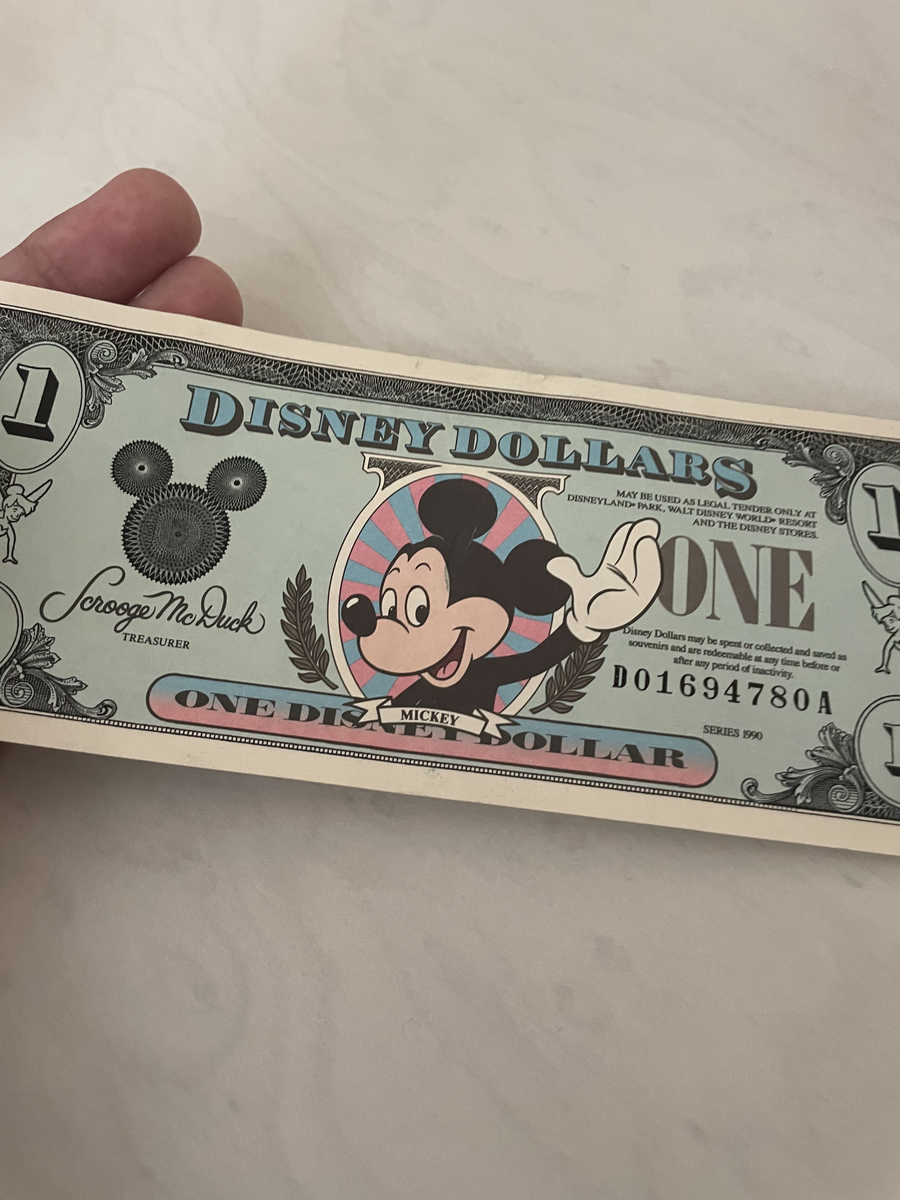 1
DISNEY DOLLARS
MAY BE USED AS LEGAL TENDER ONLY AT
DISNEYLAND® PARK, WALT DISNEY WORLD® RESORT
AND THE DISNEY STORES.
ONE
Scrooge McDuck
TREASURER
Disney Dollars may be spent or collected and saved as
souvenirs and are redeemable at any time before or
after any period of inactivity.
D01694780A
SERIES 1990
MICKEY
ONE DISNEY DOLLAR
1
1